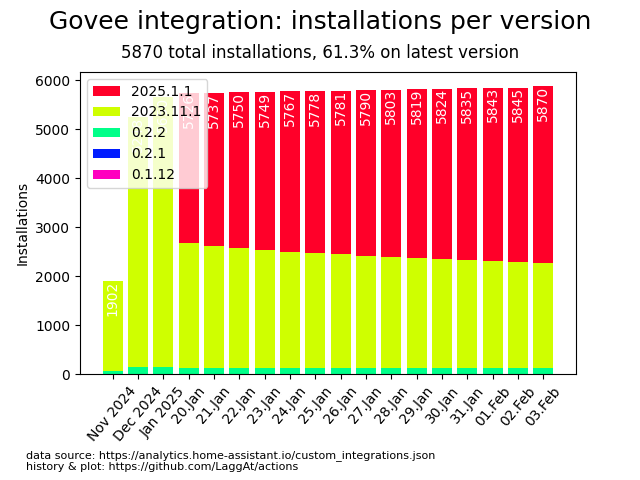 Govee integration: installations per version
5870 total installations, 61.3% on latest version
Installations
6000
5000
4000
3000
2000
1000
0
2025.1.1
2023.11.1
0.2.2
0.2.1
0.1.12
1902
5737
5750
5749
5767
5778
5781
5790
5803
5819
5824
5835
5843
5845
5870
Nov 2024
Dec 2024
Jan 2025
20.Jan
21.Jan
22.Jan
23.Jan
24.Jan
25.Jan
26.Jan
27.Jan
28.Jan
29.Jan
30.Jan
31.Jan
01.Feb
02.Feb
03.Feb
data source: https://analytics.home-assistant.io/custom_integrations.json
history & plot: https://github.com/LaggAt/actions